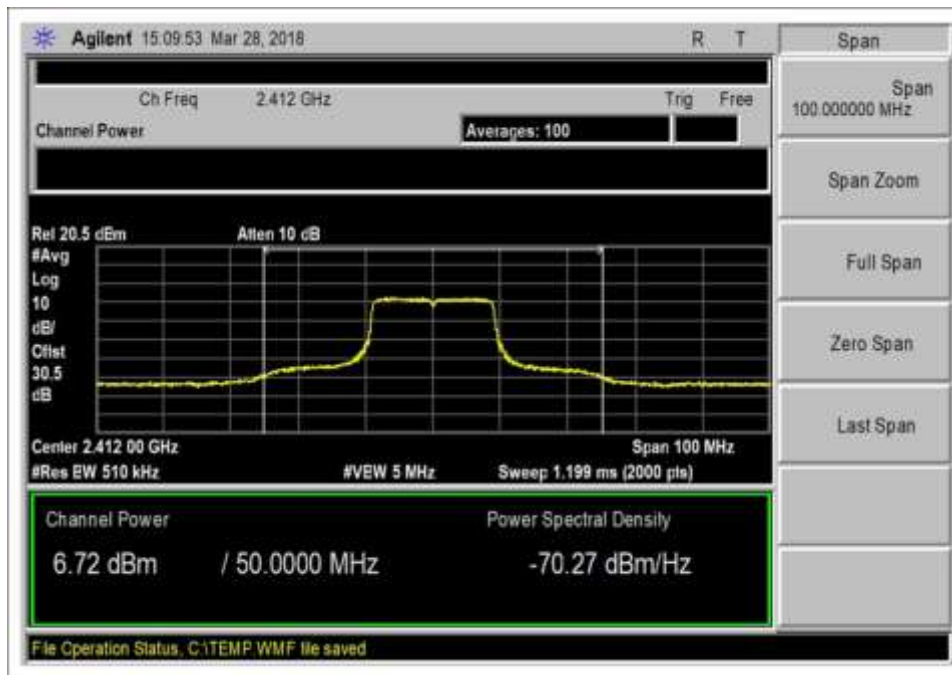 Agilent 15:09:53 Mar 28, 2018 R T
Span
Ch Freq 2.412 GHz Trig Free
Channel Power Averages: 100
Span
100.000000 MHz
Span Zoom
Full Span
Zero Span
Last Span
Ref 20.5 dBm Atten 10 dB
#Avg
Log
10
dB/
Offst
30.5
dB
Center 2.412 00 GHz Span 100 MHz
#Res BW 510 kHz #VBW 5 MHz Sweep 1.199 ms (2000 pts)
Channel Power Power Spectral Density
6.72 dBm / 50.0000 MHz -70.27 dBm/Hz
File Operation Status, C:\TEMP.WMF file saved